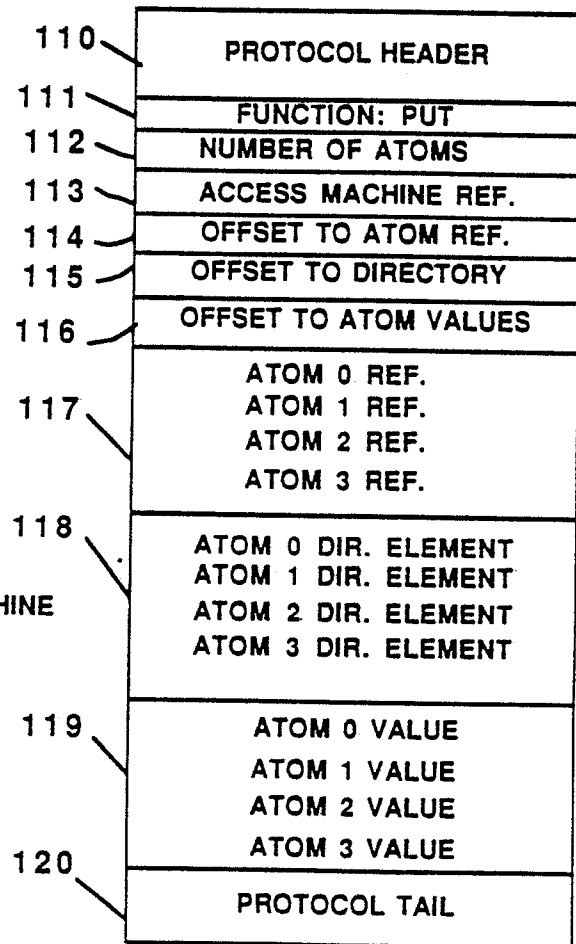 110 PROTOCOL HEADER
111 FUNCTION: PUT
112 NUMBER OF ATOMS
113 ACCESS MACHINE REF.
114 OFFSET TO ATOM REF.
115 OFFSET TO DIRECTORY
116 OFFSET TO ATOM VALUES
117 ATOM 0 REF.
ATOM 1 REF.
ATOM 2 REF.
ATOM 3 REF.
118 ATOM 0 DIR. ELEMENT
ATOM 1 DIR. ELEMENT
HINE ATOM 2 DIR. ELEMENT
ATOM 3 DIR. ELEMENT
119 ATOM 0 VALUE
ATOM 1 VALUE
ATOM 2 VALUE
ATOM 3 VALUE
120 PROTOCOL TAIL